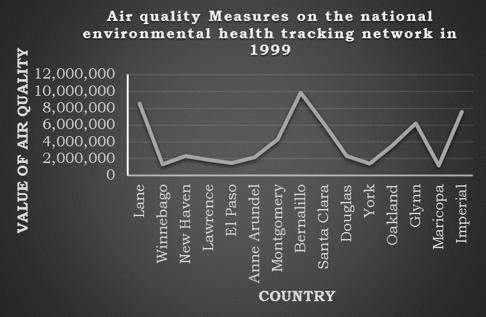 Air quality Measures on the national
environmental health tracking network in
1999
VALUE OF AIR QUALITY
12,000,000
10,000,000
8,000,000
6,000,000
4,000,000
2,000,000
0
Lane
Winnebago
New Haven
Lawrence
El Paso
Anne Arundel
Montgomery
Bernalillo
Santa Clara
Douglas
York
Oakland
Glynn
Maricopa
Imperial
COUNTRY